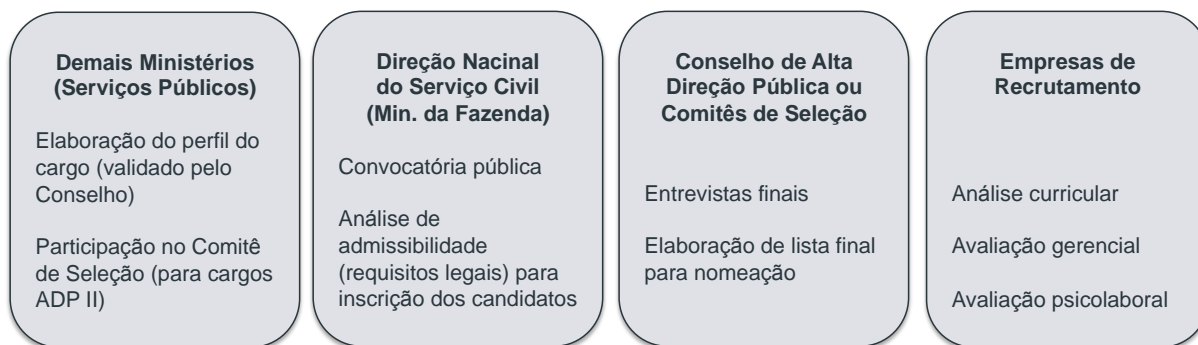 Demais Ministérios
(Serviços Públicos)
Elaboração do perfil do
cargo (validado pelo
Conselho)
Participação no Comitê
de Seleção (para cargos
ADP II)
Direção Nacinal
do Serviço Civil
(Min. da Fazenda)
Convocatória pública
Análise de
admissibilidade
(requisitos legais) para
inscrição dos candidatos
Conselho de Alta
Direção Pública ou
Comitês de Seleção
Entrevistas finais
Elaboração de lista final
para nomeação
Empresas de
Recrutamento
Análise curricular
Avaliação gerencial
Avaliação psicolaboral